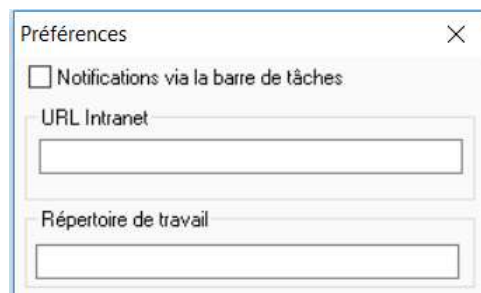 Préférences
Notifications via la barre de tâches
URL Intranet
Répertoire de travail